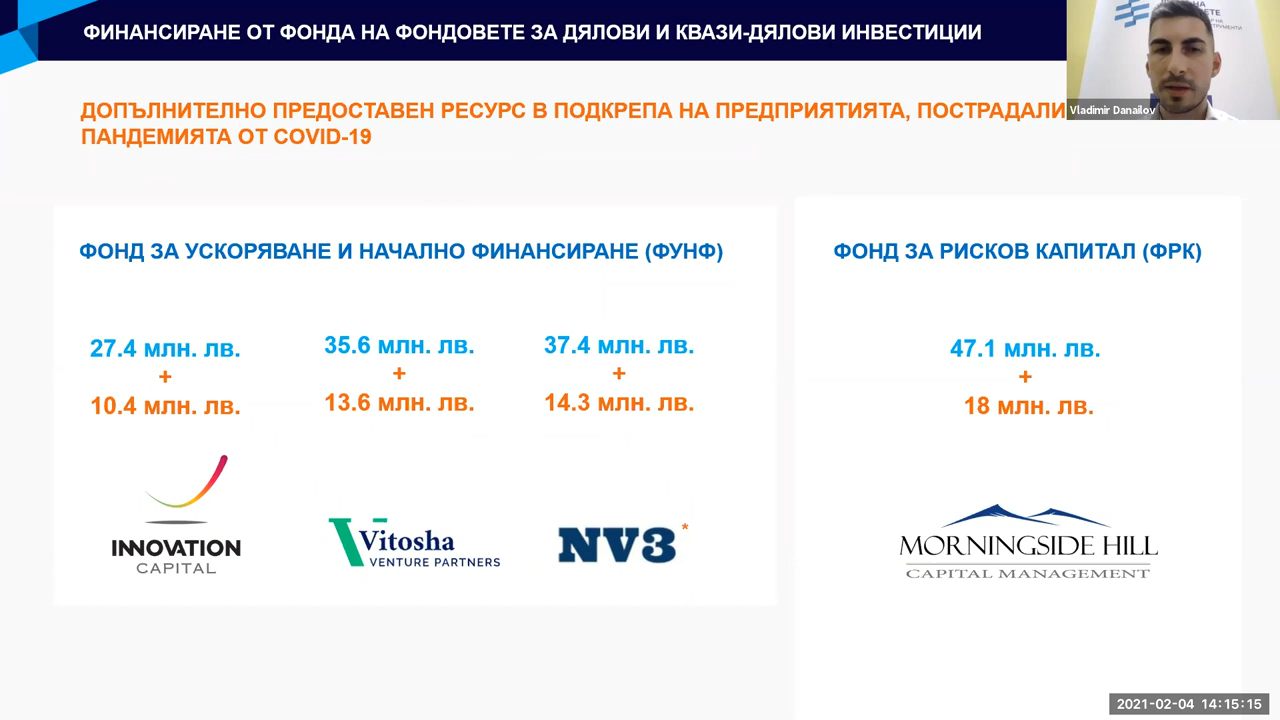 ФИНАНСИРАНЕ ОТ ФОНДА НА ФОНДОВЕТЕ ЗА ДЯЛОВИ И КВАЗИ-ДЯЛОВИ ИНВЕСТИЦИИ
Vladimir Danailov
ДОПЪЛНИТЕЛНО ПРЕДОСТАВЕН РЕСУРС В ПОДКРЕПА НА ПРЕДПРИЯТИЯТА, ПОСТРАДАЛИ
ПАНДЕМИЯТА ОТ COVID-19
ФОНД ЗА УСКОРЯВАНЕ И НАЧАЛНО ФИНАНСИРАНЕ (ФУНФ)
27.4 млн. лв.
+
10.4 млн. лв.
INNOVATION
CAPITAL
35.6 млн. лв.
+
13.6 млн. лв.
Vitosha
VENTURE PARTNERS
37.4 млн. лв.
+
14.3 млн. лв.
NV3*
ФОНД ЗА РИСКОВ КАПИТАЛ (ФРК)
47.1 млн. лв.
+
18 млн. лв.
MORNINGSIDE HILL
CAPITAL MANAGEMENT
2021-02-04 14:15:15